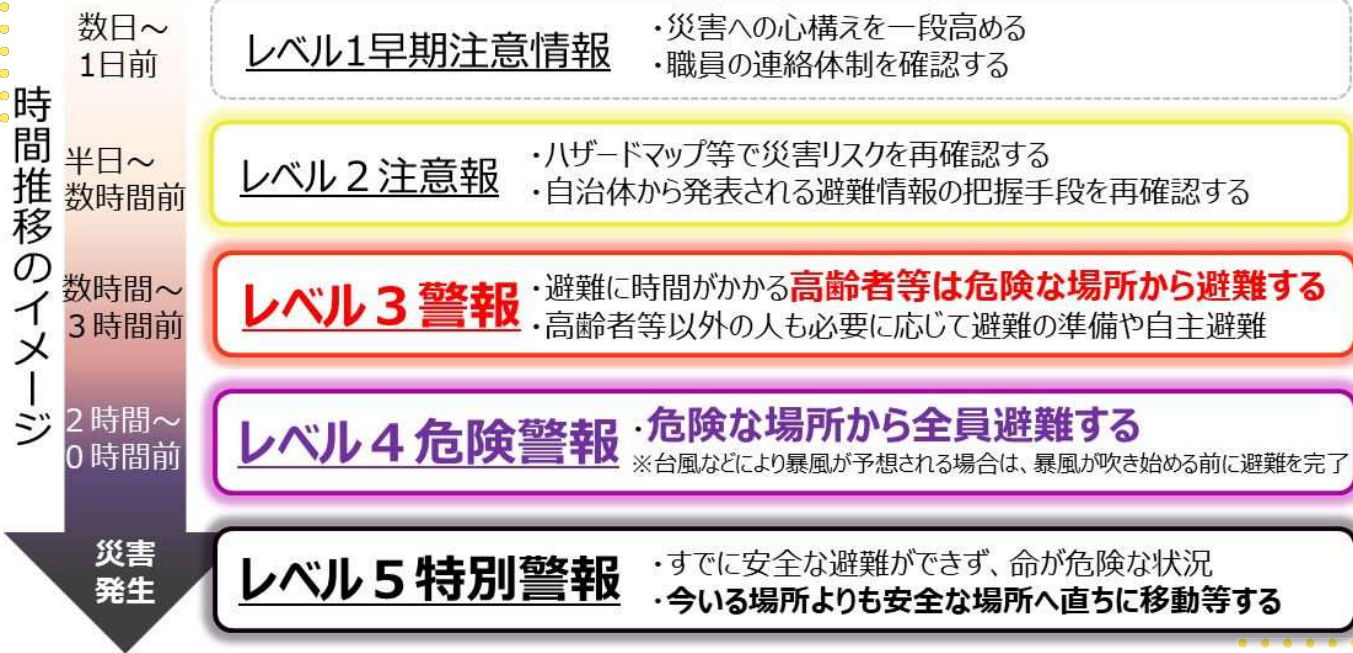 時間推移のイメージ
数日～
1日前
レベル1早期注意情報
・災害への心構えを一段高める
・職員の連絡体制を確認する
半日～
数時間前
レベル２注意報
・ハザードマップ等で災害リスクを再確認する
・自治体から発表される避難情報の把握手段を再確認する
数時間～
３時間前
レベル３警報
・避難に時間がかかる高齢者等は危険な場所から避難する
・高齢者等以外の人も必要に応じて避難の準備や自主避難
２時間～
０時間前
レベル４危険警報
・危険な場所から全員避難する
※台風などにより暴風が予想される場合は、暴風が吹き始める前に避難を完了
災害
発生
レベル５特別警報
・すでに安全な避難ができず、命が危険な状況
・今いる場所よりも安全な場所へ直ちに移動等する